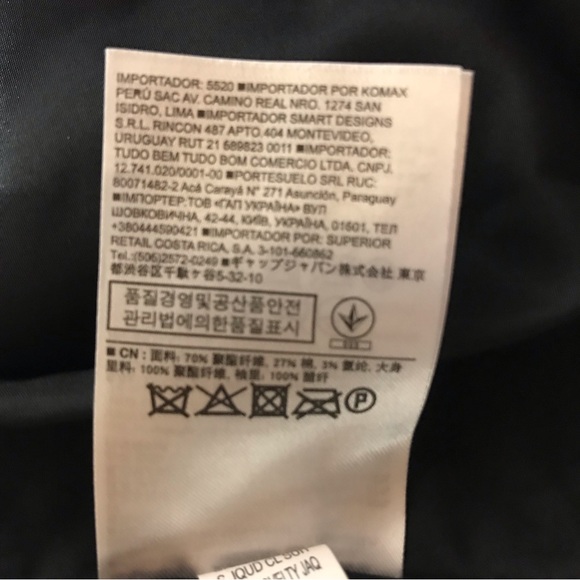 IMPORTADOR: 5520 ■IMPORTADOR POR KOMAX
PERÚ SAC AV. CAMINO REAL NRO. 1274 SAN
ISIDRO, LIMA ■IMPORTADOR SMART DESIGNS
S.R.L. RINCON 487 APTO.404 MONTEVIDEO,
URUGUAY RUT 21 689823 0011 ■IMPORTADOR:
TUDO BEM TUDO BOM COMERCIO LTDA, CNPJ.
12.741.020/0001-00 ■PORTESUELO SRL RUC:
80071482-2 Acá Carayá N° 271 Asunción, Paraguay
■ІМПОРТЕР:ТОВ «ГАП УКРАЇНА» ВУЛ
ШОВКОВИЧНА, 42-44, КИЇВ, УКРАЇНА, 01601, ТЕЛ
+380444590421 ■IMPORTADO POR: SUPERIOR
RETAIL COSTA RICA, S.A. 3-101-660862
Tel.:(506)2572-0249 ■ギャップジャパン株式会社 東京
都渋谷区千駄ヶ谷5-32-10
품질경영및공산품안전
관리법에의한품질표시
■ CN : 面料: 70% 聚酯纤维, 27% 棉, 3% 氨纶, 大身
里料: 100% 聚酯纤维, 袖里: 100% 醋纤
P